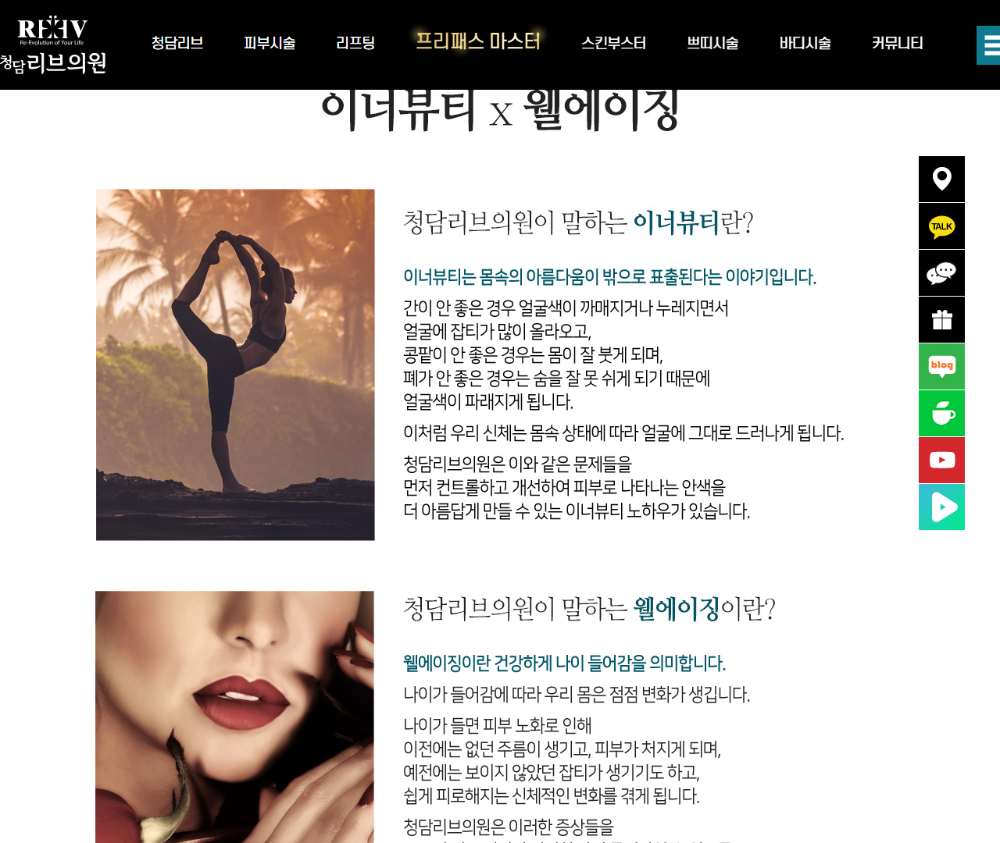 REEV
Re-Evolution of Your Life
청담리브의원
청담리브
피부시술
리프팅
프리패스 마스터
스킨부스터
쁘띠시술
바디시술
커뮤니티
이너뷰티 x 웰에이징
청담리브의원이 말하는 이너뷰티란?
이너뷰티는 몸속의 아름다움이 밖으로 표출된다는 이야기입니다.
간이 안 좋은 경우 얼굴색이 까매지거나 누레지면서
얼굴에 잡티가 많이 올라오고,
콩팥이 안 좋은 경우는 몸이 잘 붓게 되며,
폐가 안 좋은 경우는 숨을 잘 못 쉬게 되기 때문에
얼굴색이 파래지게 됩니다.
이처럼 우리 신체는 몸속 상태에 따라 얼굴에 그대로 드러나게 됩니다.
청담리브의원은 이와 같은 문제들을
먼저 컨트롤하고 개선하여 피부로 나타나는 안색을
더 아름답게 만들 수 있는 이너뷰티 노하우가 있습니다.
TALK
blog
청담리브의원이 말하는 웰에이징이란?
웰에이징이란 건강하게 나이 들어감을 의미합니다.
나이가 들어감에 따라 우리 몸은 점점 변화가 생깁니다.
나이가 들면 피부 노화로 인해
이전에는 없던 주름이 생기고, 피부가 처지게 되며,
예전에는 보이지 않았던 잡티가 생기기도 하고,
쉽게 피로해지는 신체적인 변화를 겪게 됩니다.
청담리브의원은 이러한 증상들을